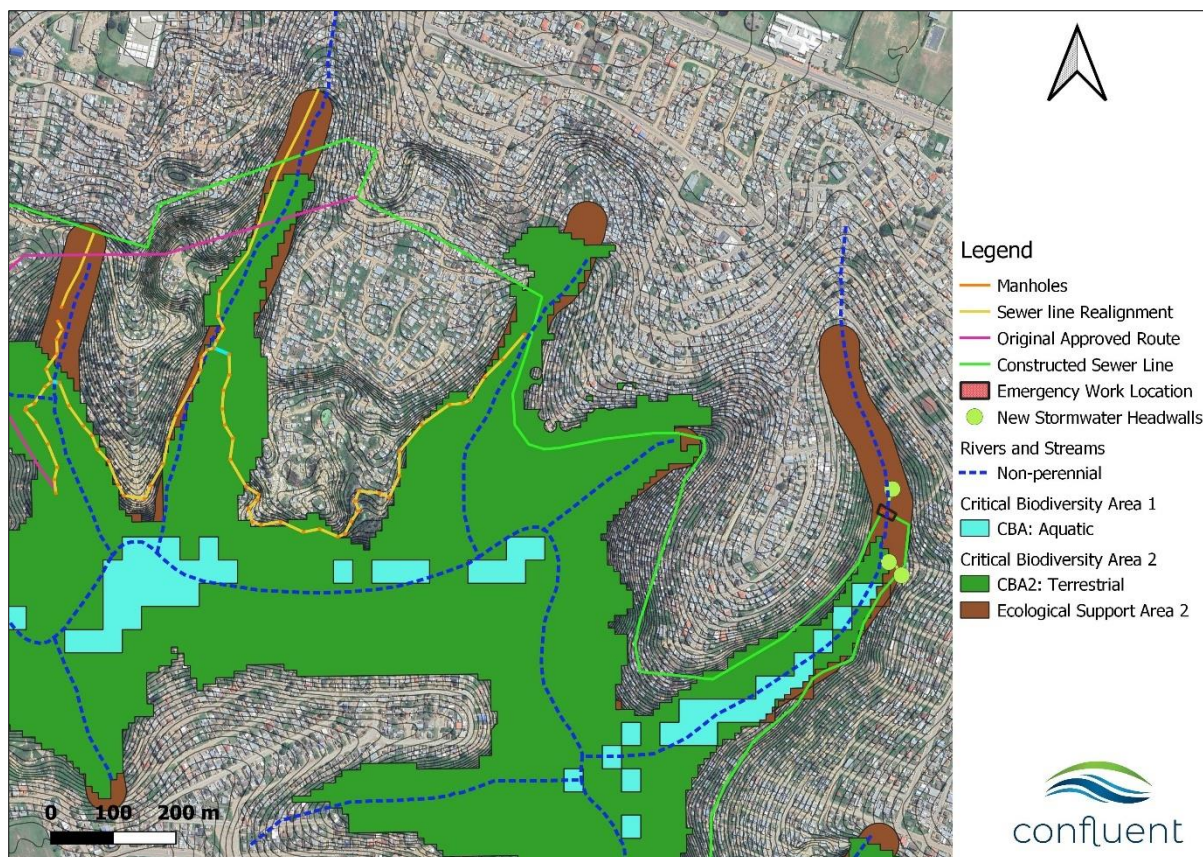 Legend
Manholes
Sewer line Realignment
Original Approved Route
Constructed Sewer Line
Emergency Work Location
New Stormwater Headwalls
Rivers and Streams
Non-perennial
Critical Biodiversity Area 1
CBA: Aquatic
Critical Biodiversity Area 2
CBA2: Terrestrial
Ecological Support Area 2
0 100 200 m
confluent